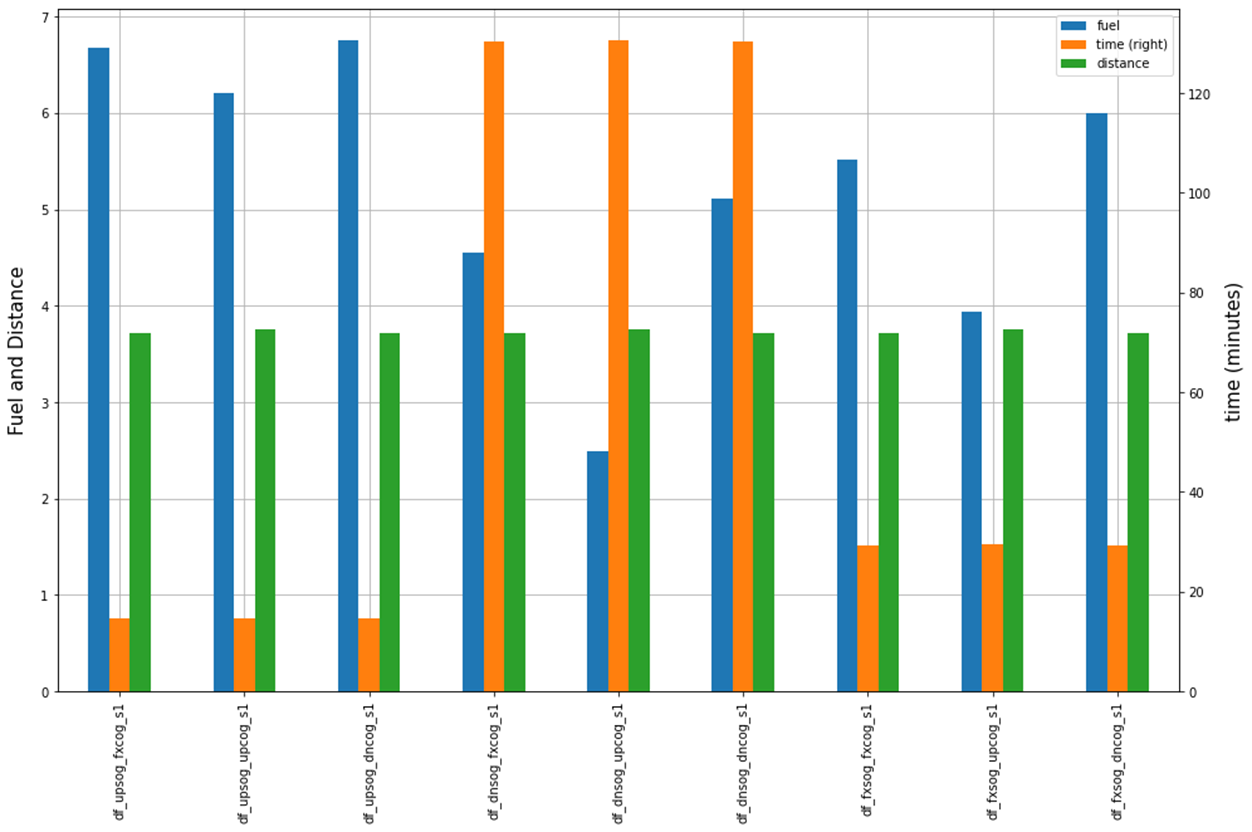 fuel
time (right)
distance
7
6
5
4
3
2
1
0
Fuel and Distance
120
100
80
60
40
20
0
time (minutes)
df_upsog_fxcog_s1
df_upsog_upcog_s1
df_upsog_dncog_s1
df_dnsog_fxcog_s1
df_dnsog_upcog_s1
df_dnsog_dncog_s1
df_fxsog_fxcog_s1
df_fxsog_upcog_s1
df_fxsog_dncog_s1